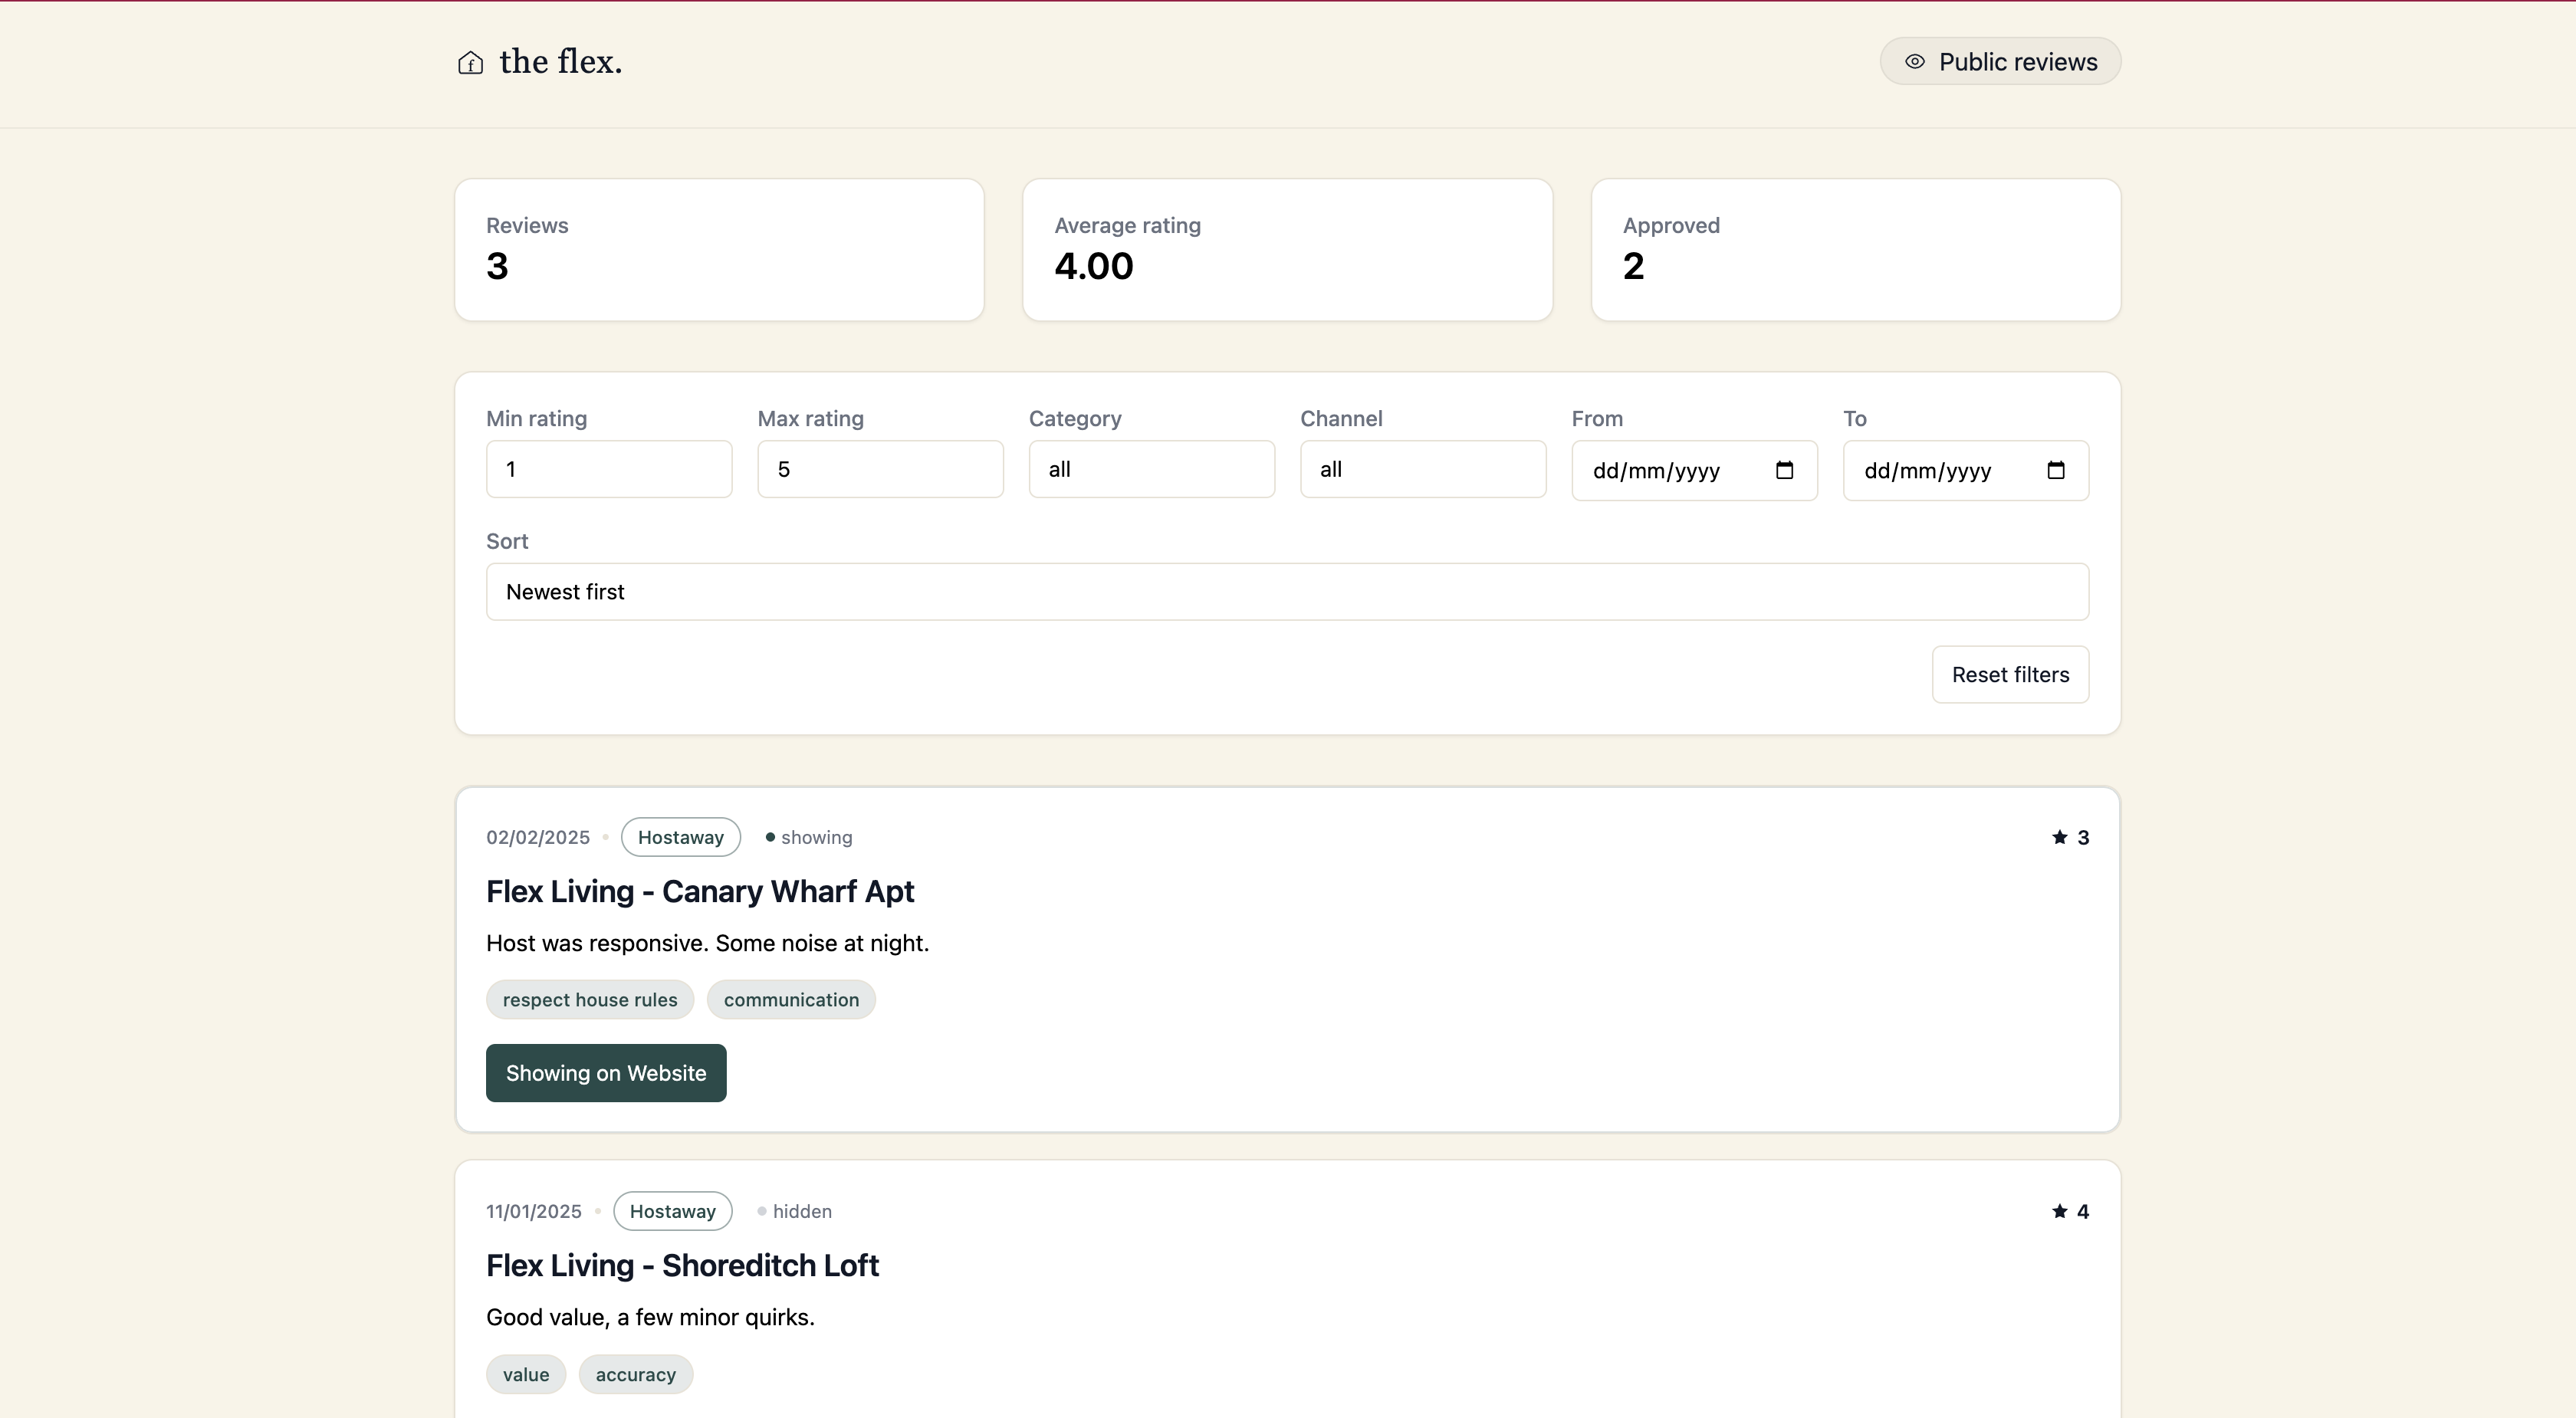 f the flex.
Public reviews
Reviews
3
Average rating
4.00
Approved
2
Min rating
1
Max rating
5
Category
all
Channel
all
From
dd/mm/yyyy
To
dd/mm/yyyy
Sort
Newest first
Reset filters
02/02/2025 Hostaway showing
3
Flex Living - Canary Wharf Apt
Host was responsive. Some noise at night.
respect house rules communication
Showing on Website
11/01/2025 Hostaway hidden
4
Flex Living - Shoreditch Loft
Good value, a few minor quirks.
value accuracy